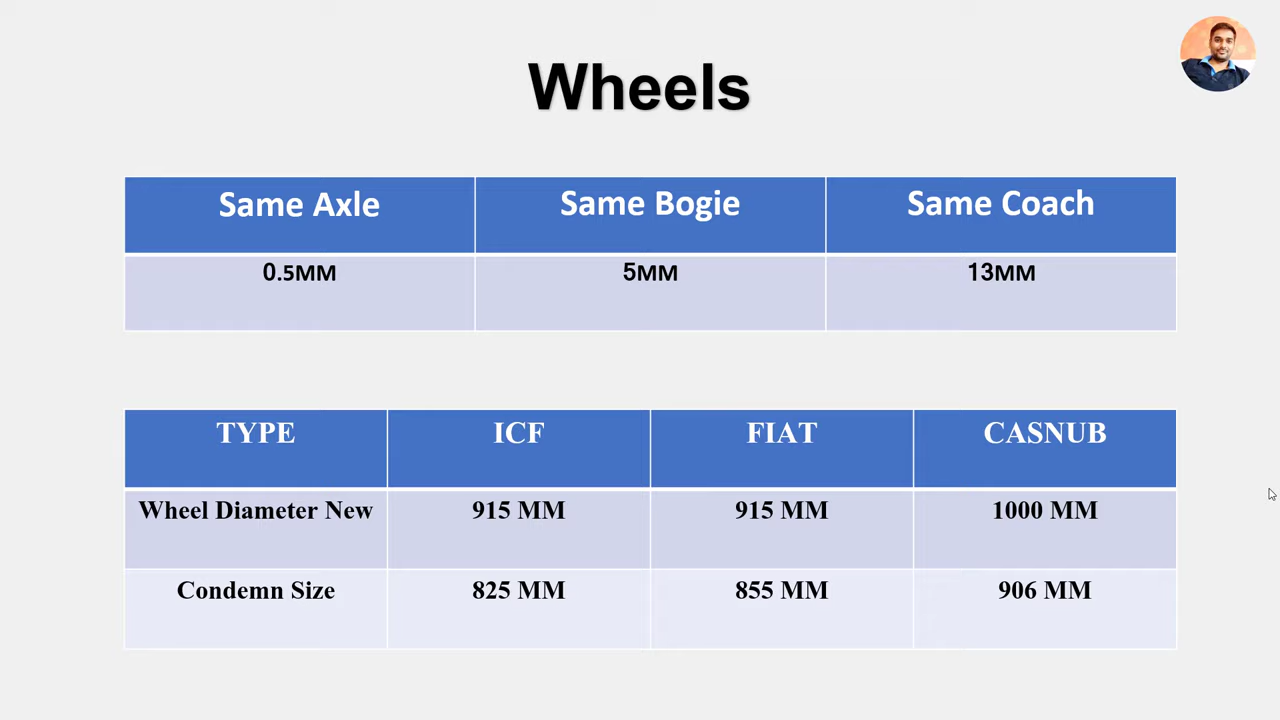 Wheels
Same Axle Same Bogie Same Coach
0.5MM 5MM 13MM
TYPE ICF FIAT CASNUB
Wheel Diameter New 915 MM 915 MM 1000 MM
Condemn Size 825 MM 855 MM 906 MM